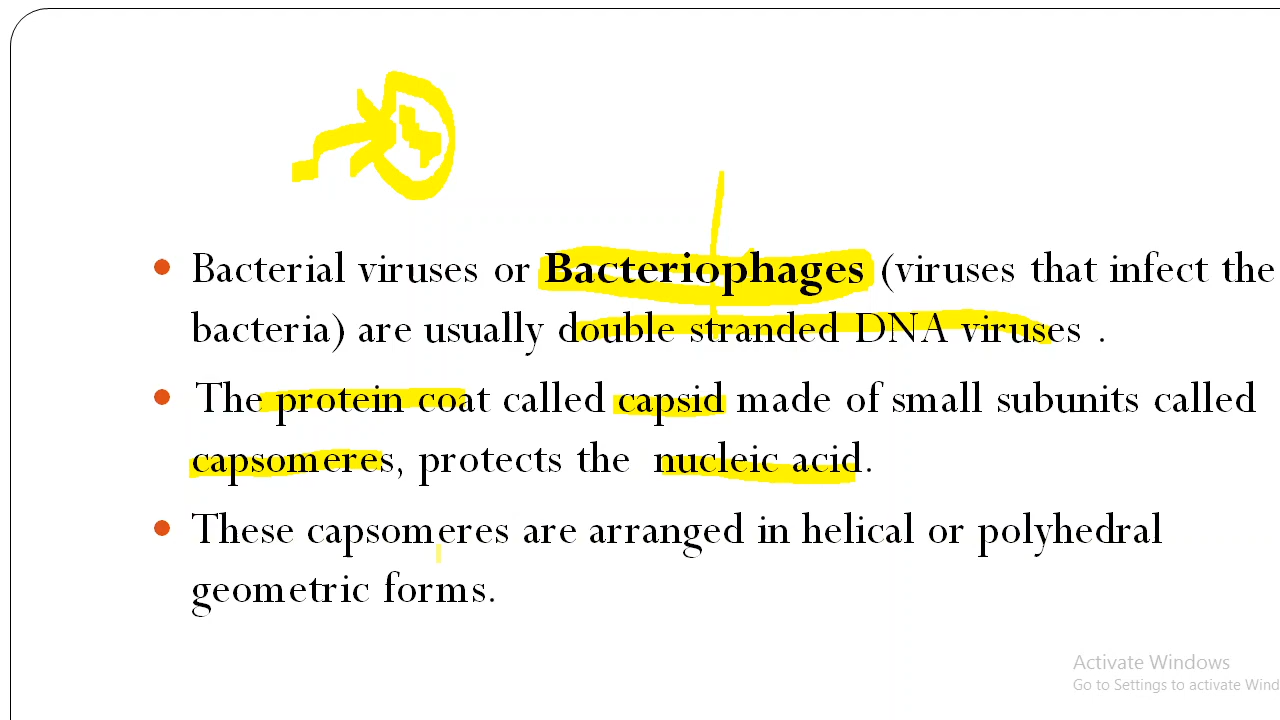 • Bacterial viruses or Bacteriophages (viruses that infect the
bacteria) are usually double stranded DNA viruses .
• The protein coat called capsid made of small subunits called
capsomeres, protects the nucleic acid.
• These capsomeres are arranged in helical or polyhedral
geometric forms.
Activate Windows
Go to Settings to activate Wind